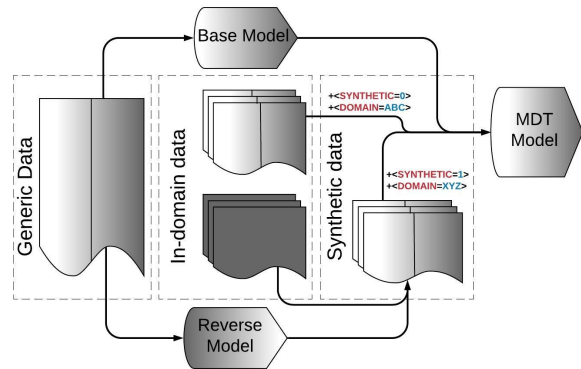 Base Model
Generic Data
In-domain data
Synthetic data
+<SYNTHETIC=0>
+<DOMAIN=ABC>
MDT
Model
+<SYNTHETIC=1>
+<DOMAIN=XYZ>
Reverse
Model